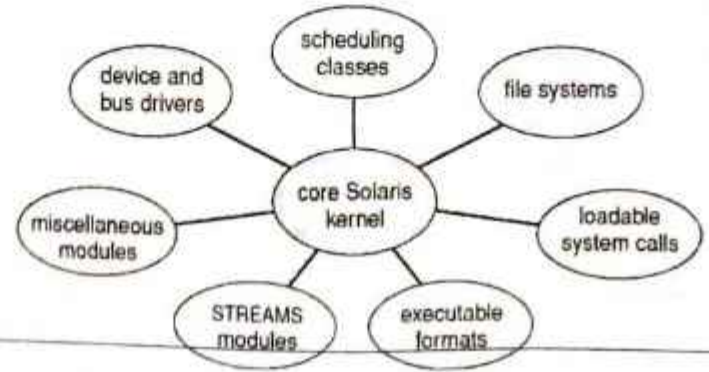 scheduling
classes
device and
bus drivers
file systems
core Solaris
kernel
miscellaneous
modules
loadable
system calls
STREAMS
modules
executable
formats